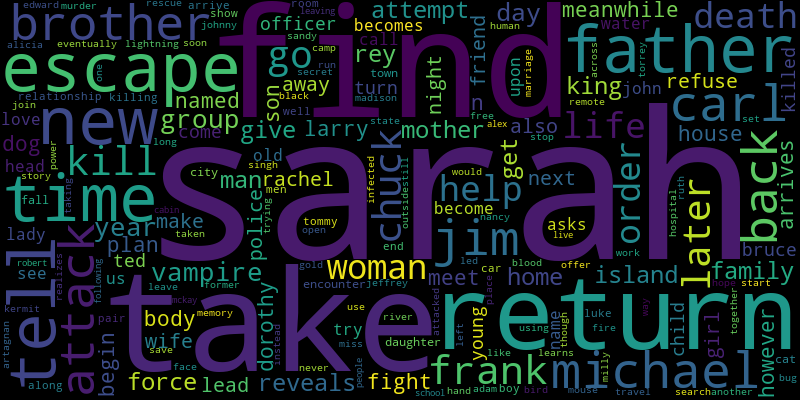 edward murder rescue arrive room leaving attempt meanwhile death
brother alicia lightning soon show johnny officer becomes day water
find father
sandy call human
escape one relationship killing camp go rey friend town upon marriage across torrey killed
run secret turn madison night king refuse
named away son black john remote
join group love well n state free alex also stop life carl set house
new come give larry mother
dog long
head power kill old singh men chuck get
story city man rachel infected outside still help would next order later back arrives
time taking fall sarah
cabin tommy become nancy ruth hospital
year make taken open police trying asks live work
lady plan end jim bruce
tell attack see robert ted vampire woman led car blood offer island family
us realizes following leave former gold meet home hope start
artagnan kermit pair mckay dorothy encounter jeffrey place luke fire child name together girl however
body memory take return
begin wife use river attacked left young using though way cat
save instead try daughter miss bug
force face never frank like learns michael
along lead reveals people fight school hand adam boy bird mouse milly travel search another